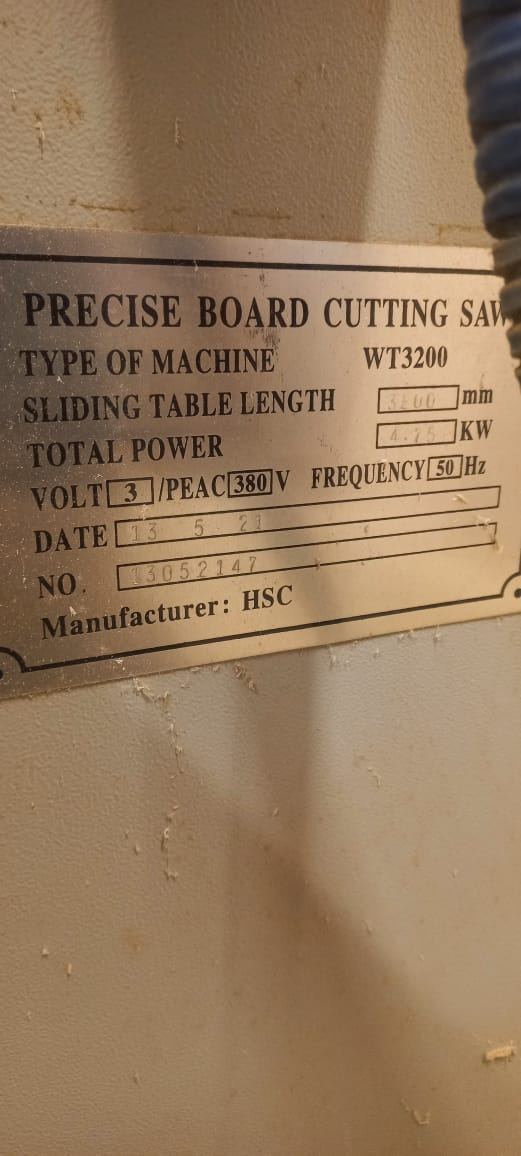 PRECISE BOARD CUTTING SAW
TYPE OF MACHINE WT3200
SLIDING TABLE LENGTH 3200 mm
TOTAL POWER 4.75 KW
VOLT 3 /PEAC 380 V FREQUENCY 50 Hz
DATE 13 5 21
NO. 13052147
Manufacturer: HSC